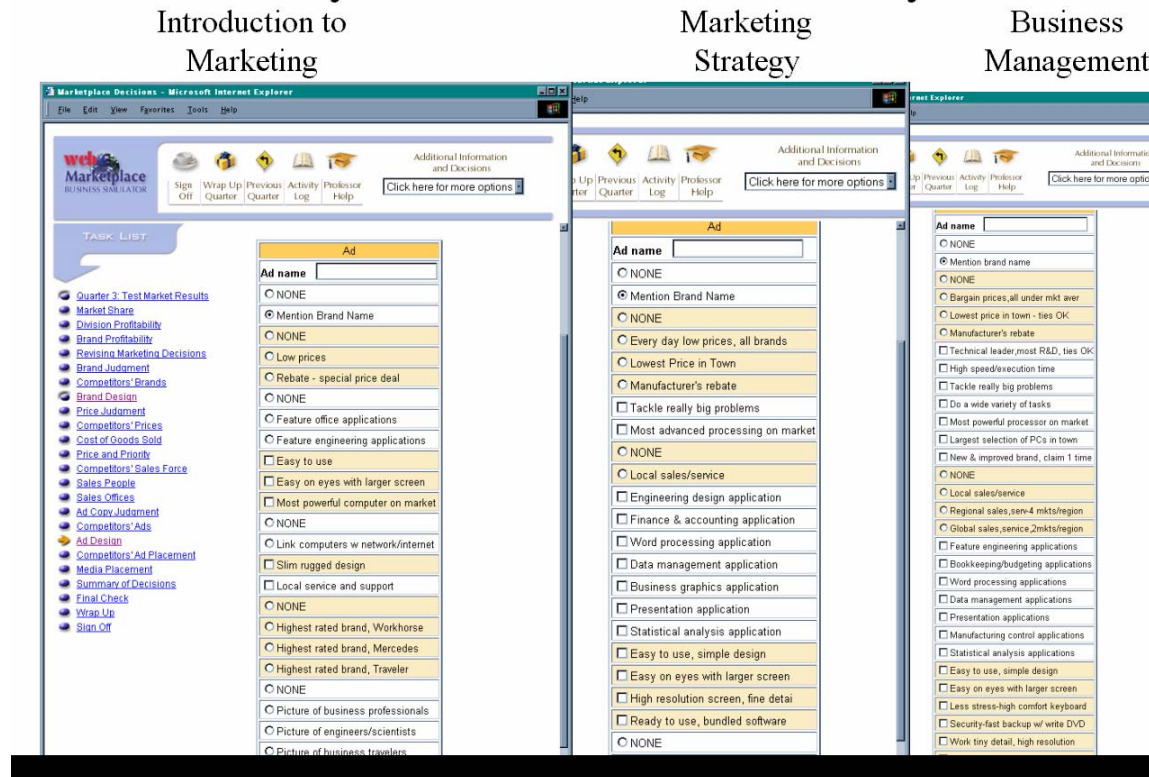 Introduction to
Marketing
Marketing
Strategy
Business
Management
Marketplace Decisions - Microsoft Internet Explorer
File Edit View Favorites Tools Help
web
Marketplace
BUSINESS SIMULATOR
Sign Off
Wrap Up Quarter
Previous Quarter
Activity Log
Professor Help
Additional Information
and Decisions
Click here for more options
TASK LIST
Quarter 3: Test Market Results
Market Share
Division Profitability
Brand Profitability
Revising Marketing Decisions
Brand Judgment
Competitors' Brands
Brand Design
Price Judgment
Competitors' Prices
Cost of Goods Sold
Price and Priority
Competitors' Sales Force
Sales People
Sales Offices
Ad Copy Judgment
Competitors' Ads
Ad Design
Competitors' Ad Placement
Media Placement
Summary of Decisions
Final Check
Wrap Up
Sign Off
Ad
Ad name
NONE
Mention Brand Name
NONE
Low prices
Rebate - special price deal
NONE
Feature office applications
Feature engineering applications
Easy to use
Easy on eyes with larger screen
Most powerful computer on market
NONE
Link computers w network/internet
Slim rugged design
Local service and support
NONE
Highest rated brand, Workhorse
Highest rated brand, Mercedes
Highest rated brand, Traveler
NONE
Picture of business professionals
Picture of engineers/scientists
Picture of business travelers
Help
Up
Previous Quarter
Activity Log
Professor Help
Additional Information
and Decisions
Click here for more options
Ad
Ad name
NONE
Mention Brand Name
NONE
Every day low prices, all brands
Lowest Price in Town
Manufacturer's rebate
Tackle really big problems
Most advanced processing on market
NONE
Local sales/service
Engineering design application
Finance & accounting application
Word processing application
Data management application
Business graphics application
Presentation application
Statistical analysis application
Easy to use, simple design
Easy on eyes with larger screen
High resolution screen, fine detai
Ready to use, bundled software
NONE
Explorer
Up
Previous Quarter
Activity Log
Professor Help
Additional Information
and Decisions
Click here for more optio
Ad name
NONE
Mention brand name
NONE
Bargain prices,all under mkt aver
Lowest price in town - ties OK
Manufacturer's rebate
Technical leader,most R&D, ties OK
High speed/execution time
Tackle really big problems
Do a wide variety of tasks
Most powerful processor on market
Largest selection of PCs in town
New & improved brand, claim 1 time
NONE
Local sales/service
Regional sales,serv-4 mkts/region
Global sales,service,2mkts/region
Feature engineering applications
Bookkeeping/budgeting applications
Word processing applications
Data management applications
Presentation applications
Manufacturing control applications
Statistical analysis applications
Easy to use, simple design
Easy on eyes with larger screen
Less stress-high comfort keyboard
Security-fast backup w/ write DVD
Work tiny detail, high resolution